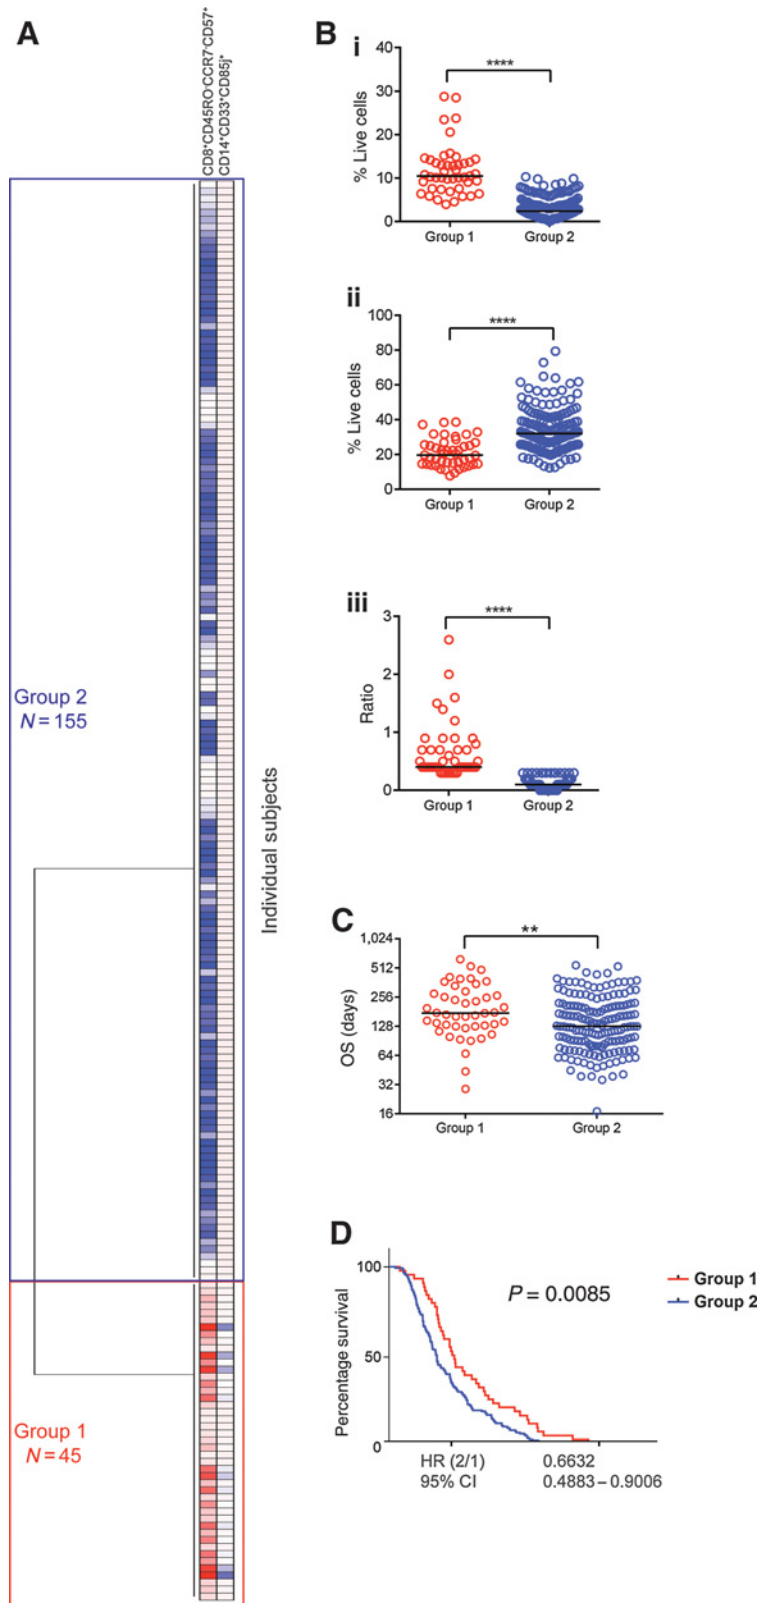 A
CD8⁺CD45RO⁻CCR7⁻CD57⁺
CD14⁺CD33⁺CD85j⁺
Group 2
N = 155
Group 1
N = 45
Individual subjects
B
i
40
30
20
10
0
% Live cells
****
Group 1 Group 2
ii
100
80
60
40
20
0
% Live cells
****
Group 1 Group 2
iii
3
2
1
0
Ratio
****
Group 1 Group 2
C
1,024
512
256
128
64
32
16
OS (days)
**
Group 1 Group 2
D
100
50
0
Percentage survival
P = 0.0085
Group 1
Group 2
HR (2/1) 0.6632
95% CI 0.4883 – 0.9006